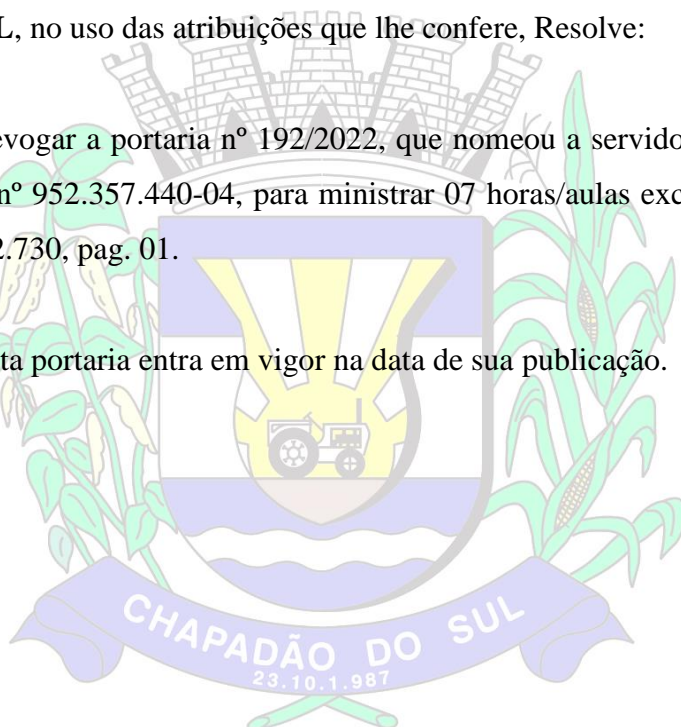 L, no uso das atribuições que lhe confere, Resolve:
evogar a portaria nº 192/2022, que nomeou a servido
nº 952.357.440-04, para ministrar 07 horas/aulas exc
2.730, pag. 01.
ta portaria entra em vigor na data de sua publicação.
CHAPADÃO DO SUL
23.10.1.987